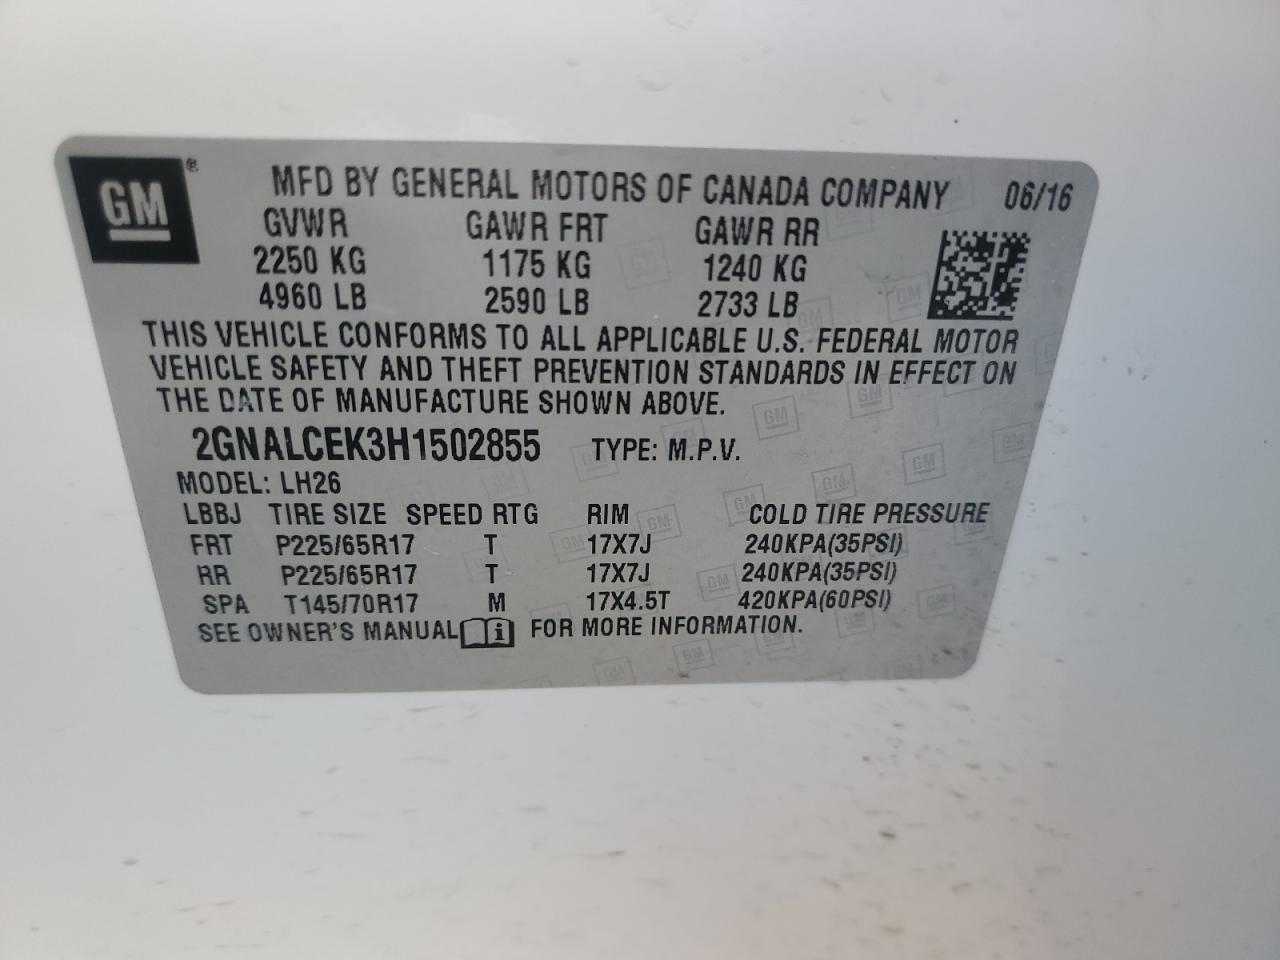 GM® MFD BY GENERAL MOTORS OF CANADA COMPANY 06/16
GVWR GAWR FRT GAWR RR
2250 KG 1175 KG 1240 KG
4960 LB 2590 LB 2733 LB
THIS VEHICLE CONFORMS TO ALL APPLICABLE U.S. FEDERAL MOTOR
VEHICLE SAFETY AND THEFT PREVENTION STANDARDS IN EFFECT ON
THE DATE OF MANUFACTURE SHOWN ABOVE.
2GNALCEK3H1502855 TYPE: M.P.V.
MODEL: LH26
LBBJ TIRE SIZE SPEED RTG RIM COLD TIRE PRESSURE
FRT P225/65R17 T 17X7J 240KPA(35PSI)
RR P225/65R17 T 17X7J 240KPA(35PSI)
SPA T145/70R17 M 17X4.5T 420KPA(60PSI)
SEE OWNER'S MANUAL i FOR MORE INFORMATION.